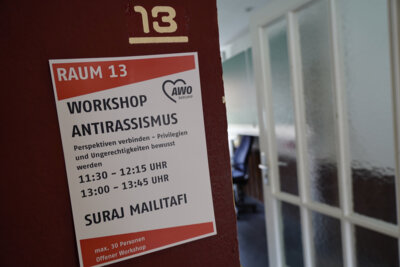 13
RAUM 13
AWO
WORKSHOP
ANTIRASSISMUS
Perspektiven verbinden – Privilegien
und Ungerechtigkeiten bewusst
werden
11:30 – 12:15 UHR
13:00 – 13:45 UHR
SURAJ MAILITAFI
max. 30 Personen
Offener Workshop